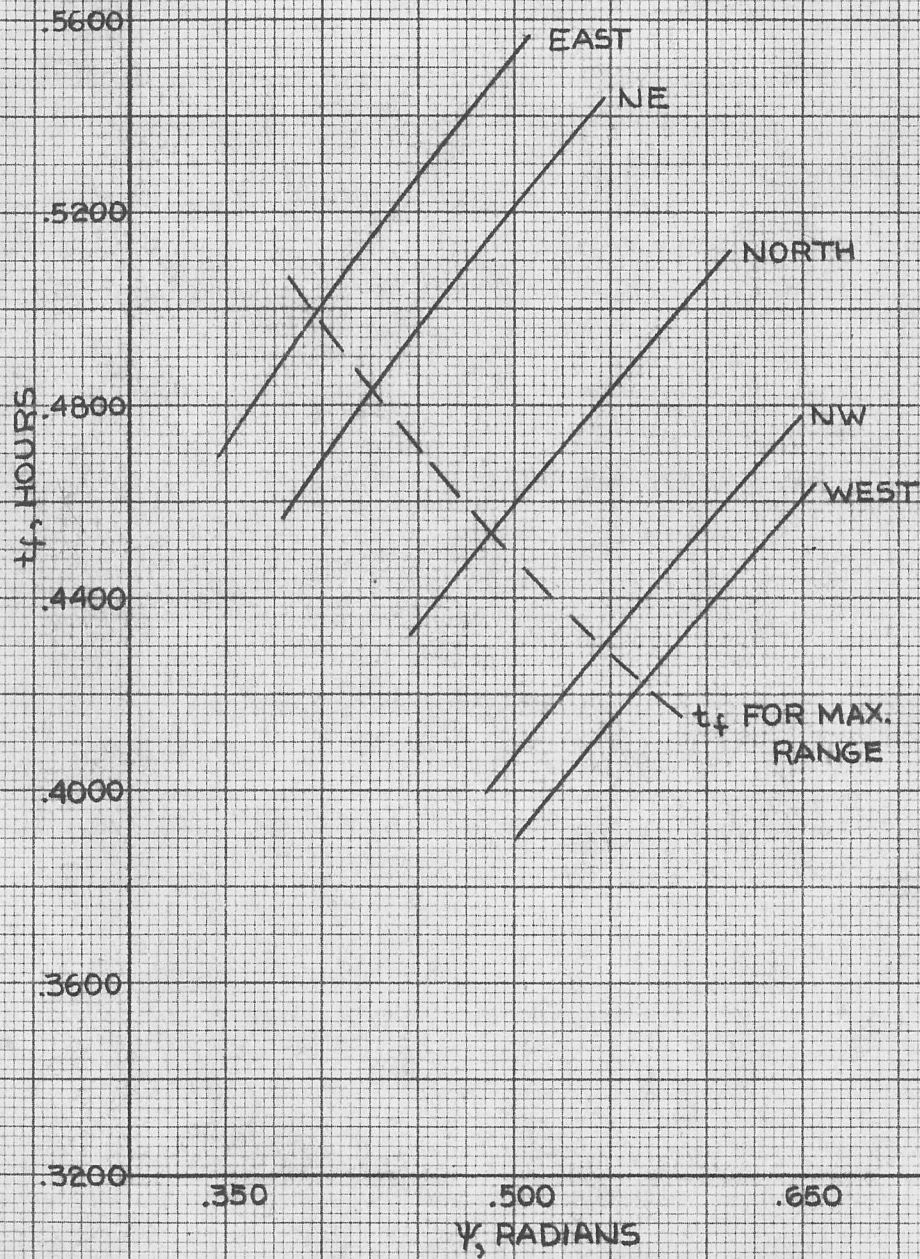 .5600
EAST
NE
.5200
NORTH
.4800
NW
WEST
tf, HOURS
.4400
tf FOR MAX.
RANGE
.4000
.3600
.3200
.350 .500 .650
Ψ, RADIANS